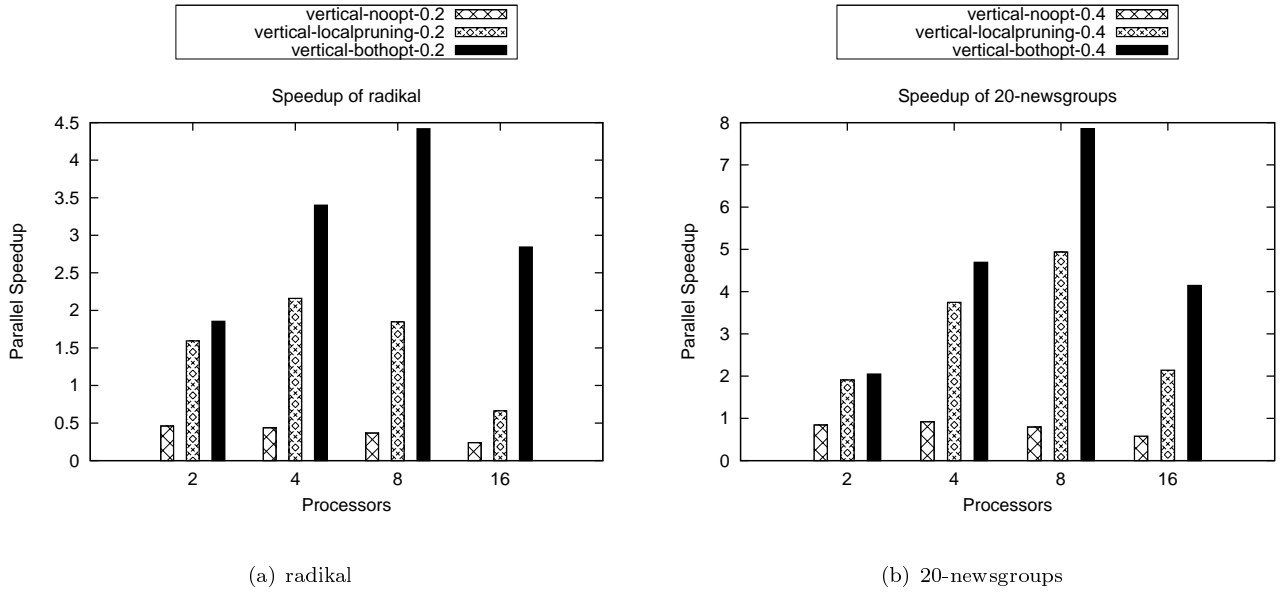 vertical-noopt-0.2
vertical-localpruning-0.2
vertical-bothopt-0.2
Speedup of radikal
4.5
4
3.5
3
2.5
2
1.5
1
0.5
0
Parallel Speedup
2 4 8 16
Processors
(a) radikal
vertical-noopt-0.4
vertical-localpruning-0.4
vertical-bothopt-0.4
Speedup of 20-newsgroups
8
7
6
5
4
3
2
1
0
Parallel Speedup
2 4 8 16
Processors
(b) 20-newsgroups